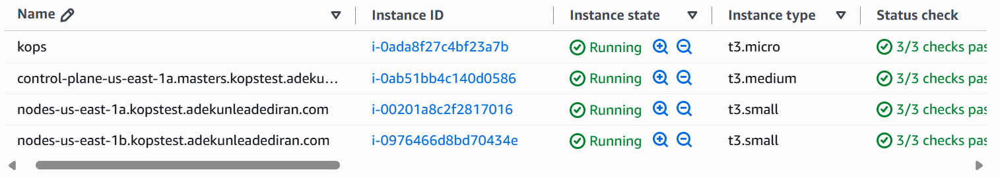 Name Instance ID Instance state Instance type Status check
kops i-0ada8f27c4bf23a7b Running t3.micro 3/3 checks pas
control-plane-us-east-1a.masters.kopstest.adeku... i-0ab51bb4c140d0586 Running t3.medium 3/3 checks pas
nodes-us-east-1a.kopstest.adekunleadediran.com i-00201a8c2f2817016 Running t3.small 3/3 checks pas
nodes-us-east-1b.kopstest.adekunleadediran.com i-0976466d8bd70434e Running t3.small 3/3 checks pas